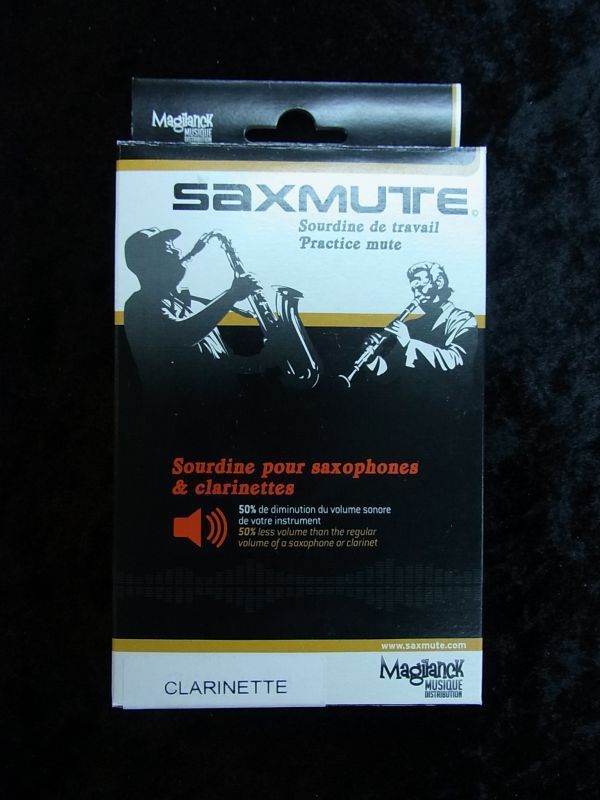 Magilanck
MUSIQUE
DISTRIBUTION
SAXMUTE
Sourdine de travail
Practice mute
Sourdine pour saxophones
& clarinettes
50% de diminution du volume sonore
de votre instrument
50% less volume than the regular
volume of a saxophone or clarinet
www.saxmute.com
Magilanck
MUSIQUE
DISTRIBUTION
CLARINETTE